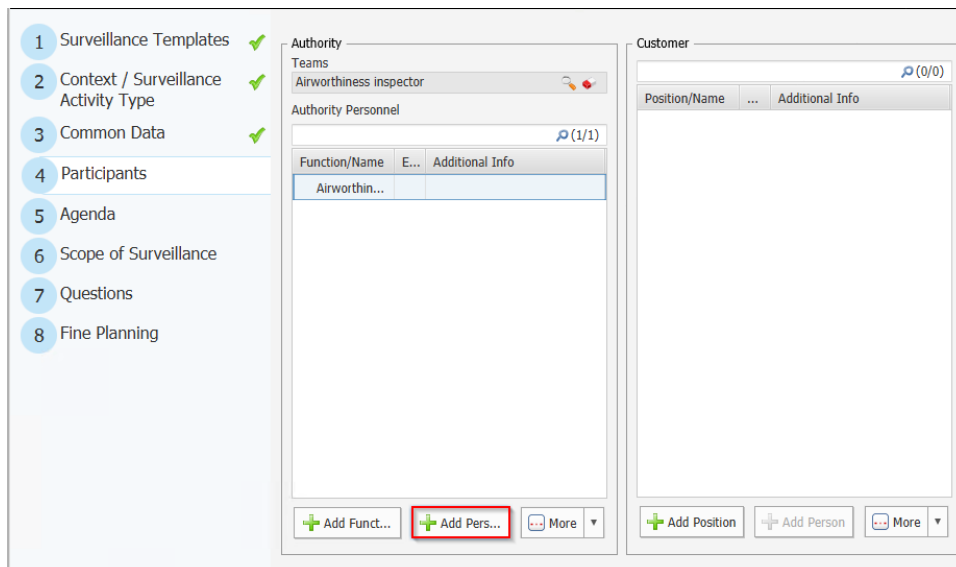 1 Surveillance Templates
2 Context / Surveillance
Activity Type
3 Common Data
4 Participants
5 Agenda
6 Scope of Surveillance
7 Questions
8 Fine Planning
Authority
Teams
Airworthiness inspector
Authority Personnel
(1/1)
Function/Name E... Additional Info
Airworthin...
Add Funct... Add Pers... More
Customer
(0/0)
Position/Name ... Additional Info
Add Position Add Person More